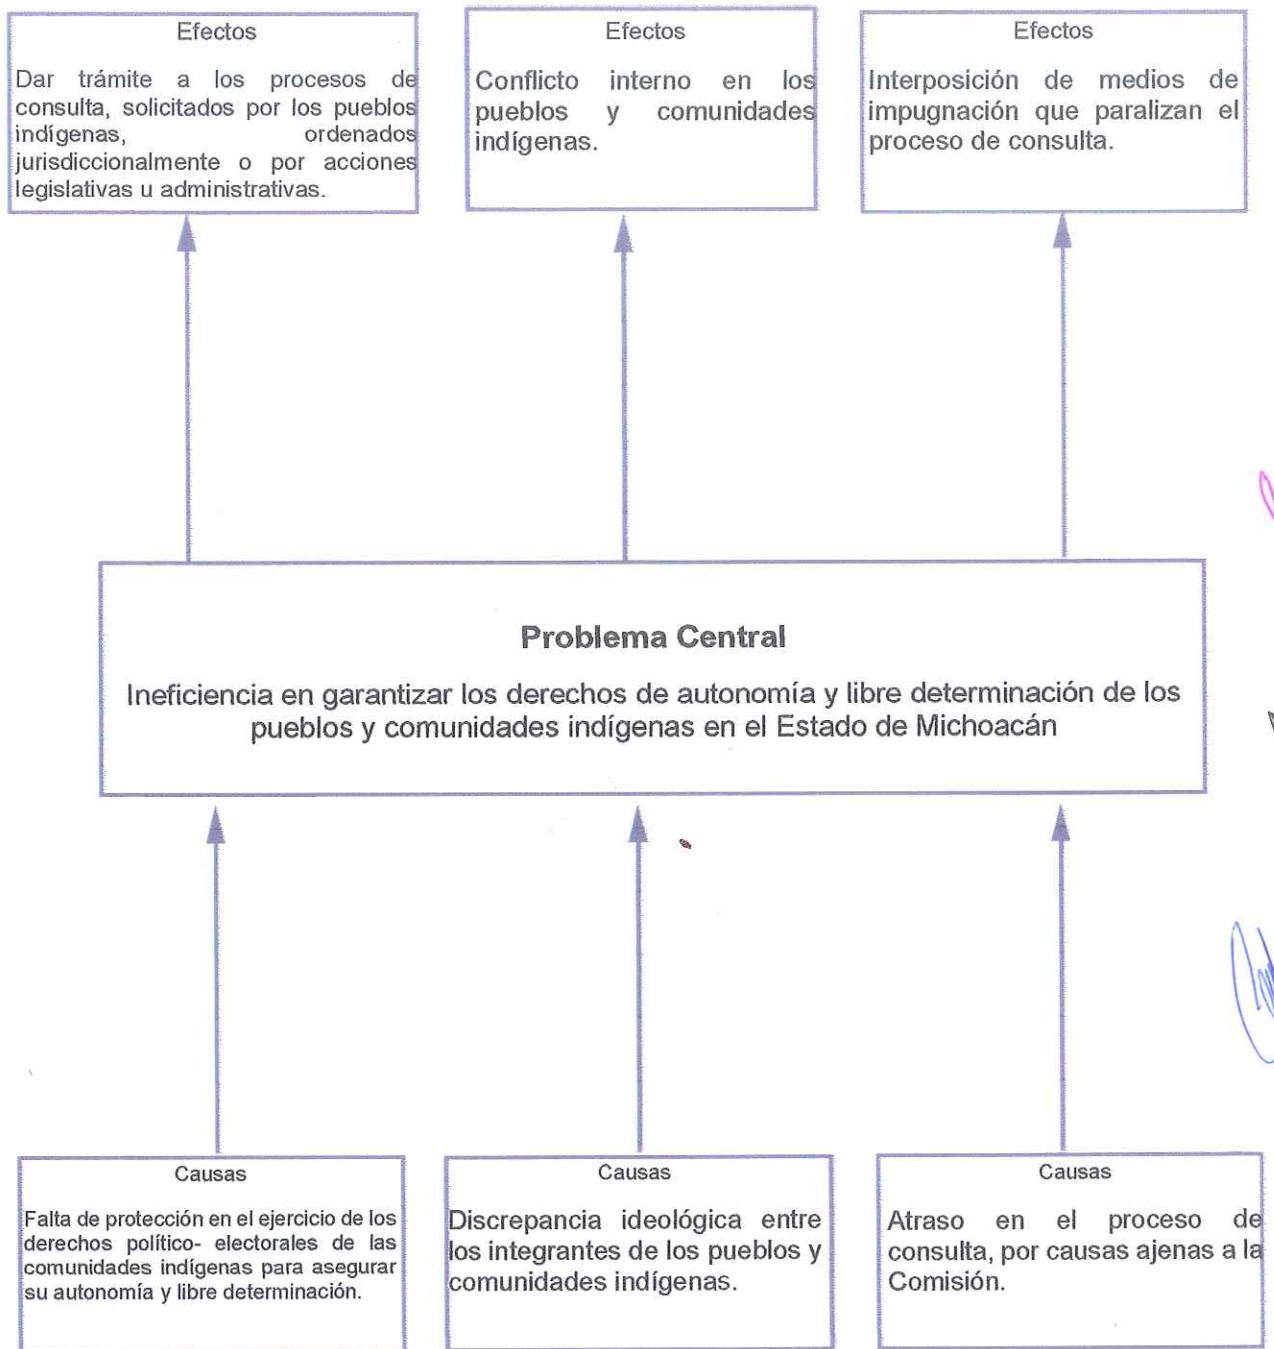 Efectos
Dar trámite a los procesos de
consulta, solicitados por los pueblos
indígenas, ordenados
jurisdiccionalmente o por acciones
legislativas u administrativas.
Efectos
Conflicto interno en los
pueblos y comunidades
indígenas.
Efectos
Interposición de medios de
impugnación que paralizan el
proceso de consulta.
Problema Central
Ineficiencia en garantizar los derechos de autonomía y libre determinación de los
pueblos y comunidades indígenas en el Estado de Michoacán
Causas
Falta de protección en el ejercicio de los
derechos político- electorales de las
comunidades indígenas para asegurar
su autonomía y libre determinación.
Causas
Discrepancia ideológica entre
los integrantes de los pueblos y
comunidades indígenas.
Causas
Atraso en el proceso de
consulta, por causas ajenas a la
Comisión.